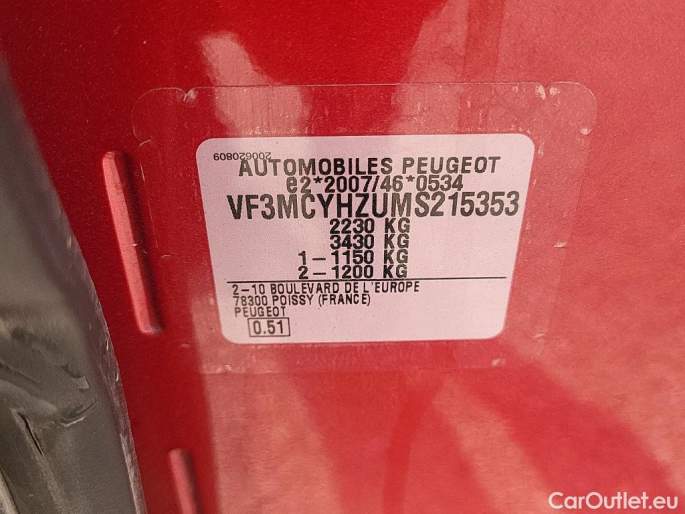 200620809
AUTOMOBILES PEUGEOT
e2*2007/46*0534
VF3MCYHZUMS215353
2230 KG
3430 KG
1-1150 KG
2-1200 KG
2-10 BOULEVARD DE L'EUROPE
78300 POISSY (FRANCE)
PEUGEOT
0.51
CarOutlet.eu